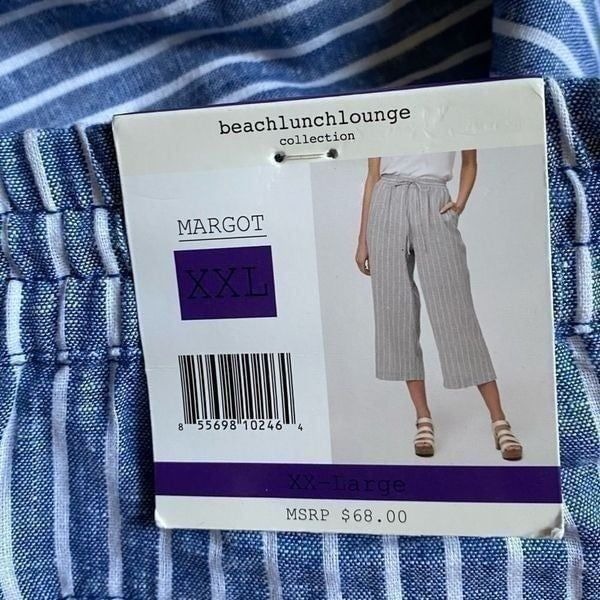 beachlunchlounge
collection
MARGOT
XXL
8 55698 10246 4
XX-Large
MSRP $68.00